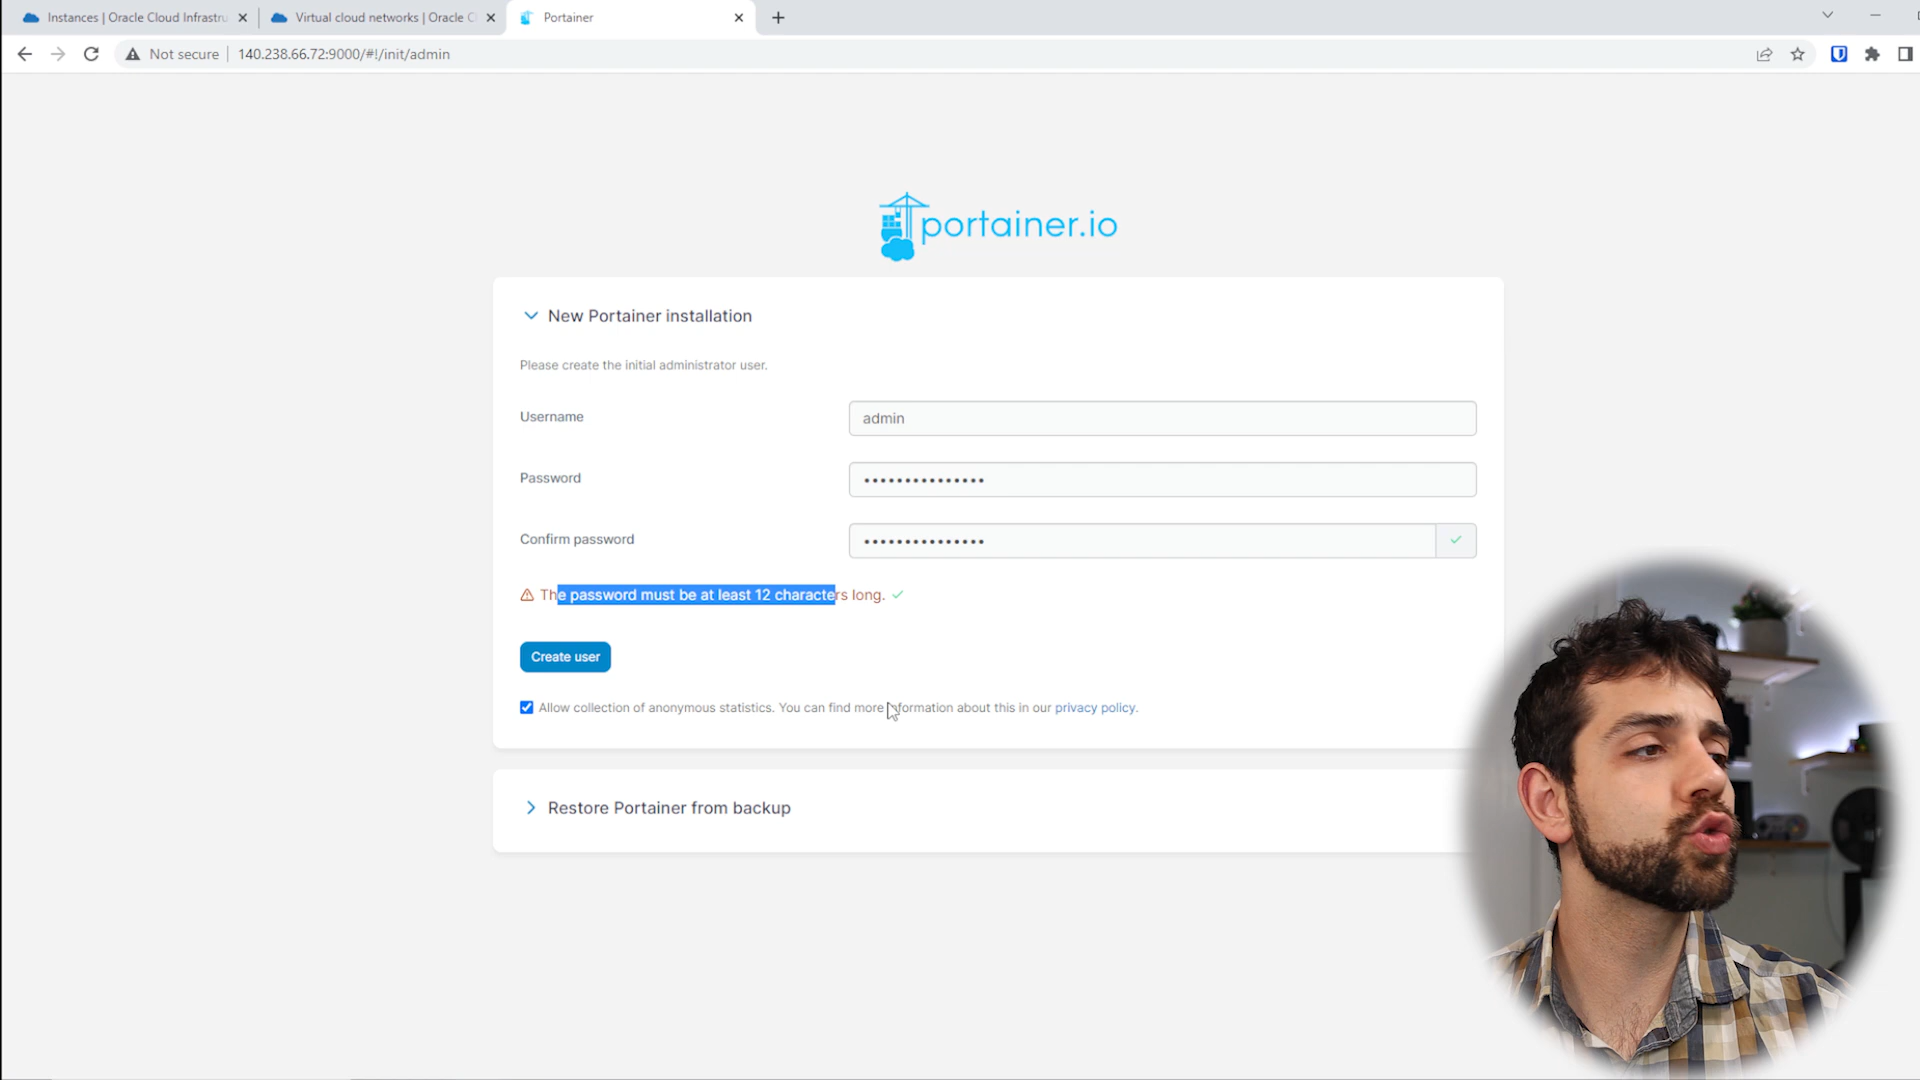 Instances | Oracle Cloud Infrastru
Virtual cloud networks | Oracle C
Portainer
Not secure
140.238.66.72:9000/#!/init/admin
portainer.io
New Portainer installation
Please create the initial administrator user.
Username
admin
Password
Confirm password
The password must be at least 12 characters long.
Create user
Allow collection of anonymous statistics. You can find more information about this in our privacy policy.
Restore Portainer from backup